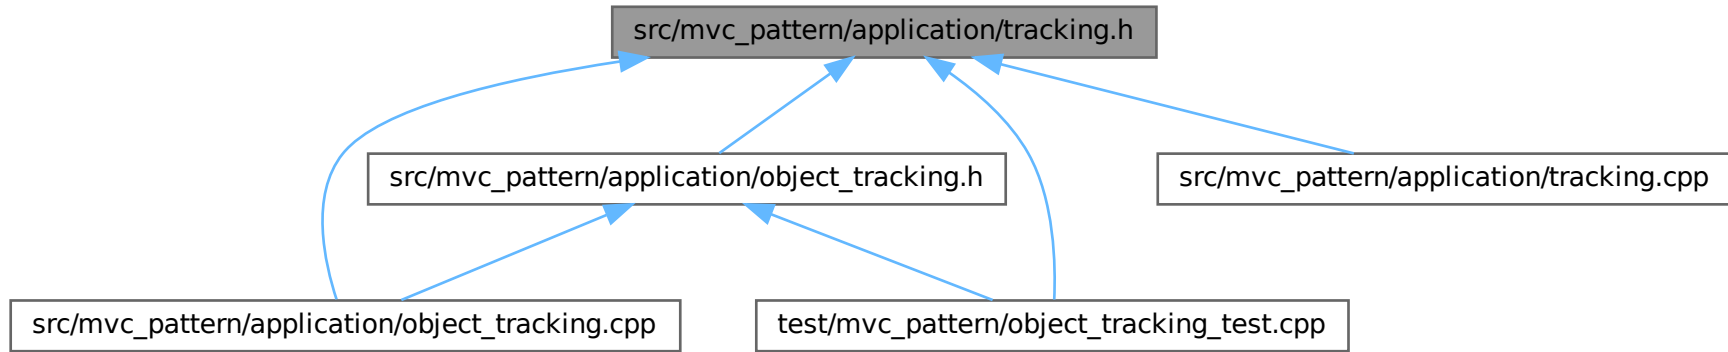 src/mvc_pattern/application/tracking.h
src/mvc_pattern/application/object_tracking.h
src/mvc_pattern/application/tracking.cpp
src/mvc_pattern/application/object_tracking.cpp
test/mvc_pattern/object_tracking_test.cpp